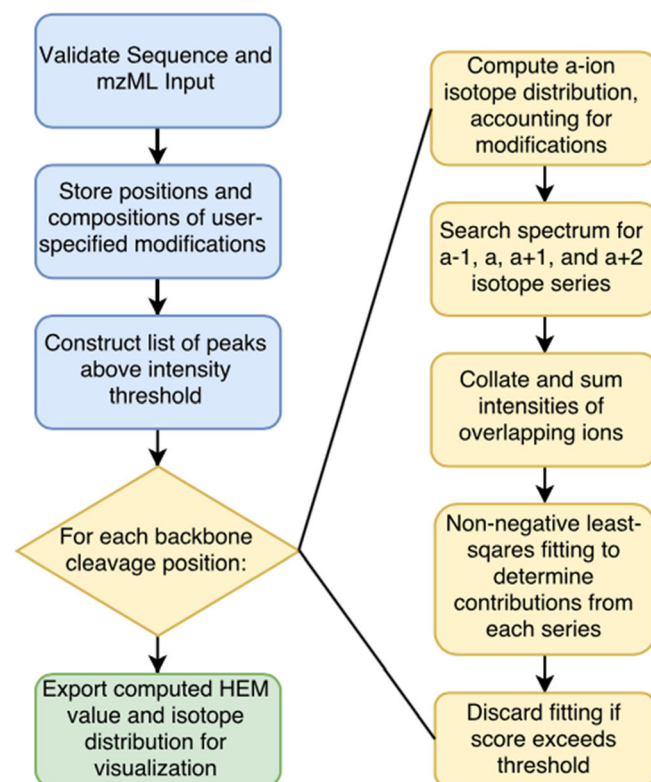 Validate Sequence and
mzML Input
Store positions and
compositions of user-
specified modifications
Construct list of peaks
above intensity
threshold
For each backbone
cleavage position:
Export computed HEM
value and isotope
distribution for
visualization
Compute a-ion
isotope distribution,
accounting for
modifications
Search spectrum for
a-1, a, a+1, and a+2
isotope series
Collate and sum
intensities of
overlapping ions
Non-negative least-
sqares fitting to
determine
contributions from
each series
Discard fitting if
score exceeds
threshold